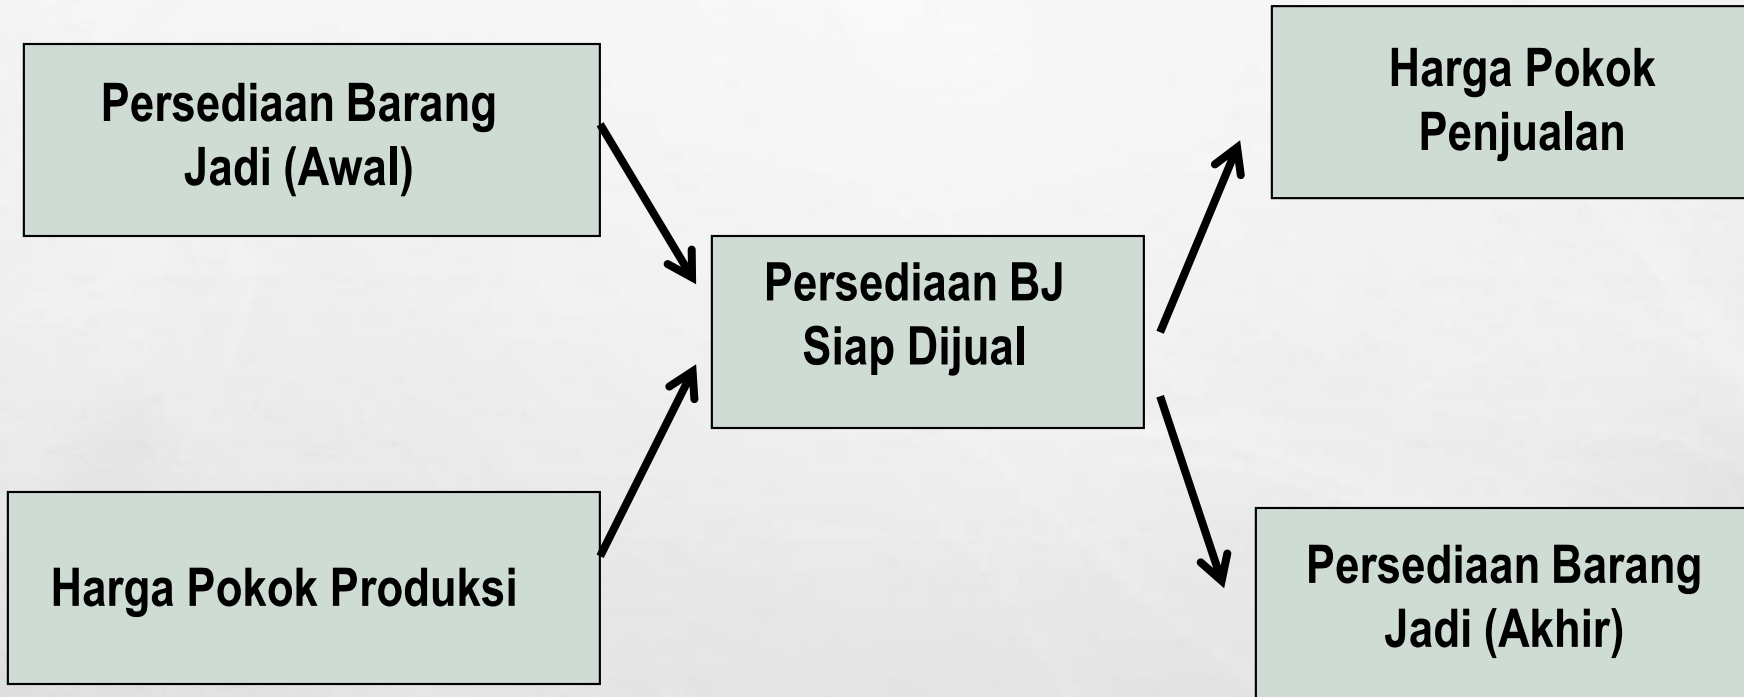 Persediaan Barang
Jadi (Awal)
Harga Pokok Produksi
Persediaan BJ
Siap Dijual
Harga Pokok
Penjualan
Persediaan Barang
Jadi (Akhir)